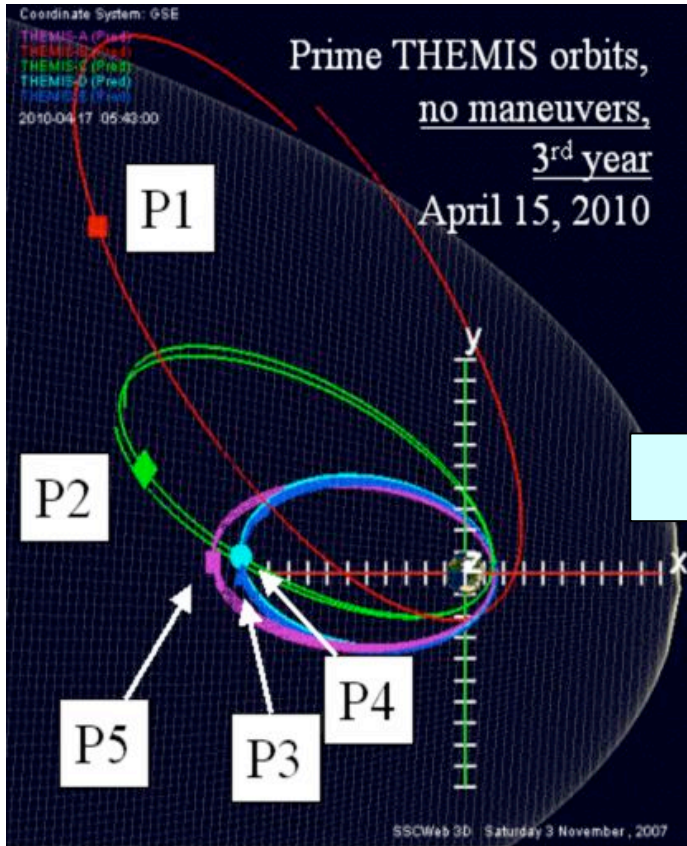 Coordinate System: GSE
THEMIS-A (Pred)
THEMIS-B (Pred)
THEMIS-C (Pred)
THEMIS-D (Pred)
THEMIS-E (Pred)
2010-04-17 05:43:00
Prime THEMIS orbits,
no maneuvers,
3rd year
April 15, 2010
P1
y
P2
z
x
P4
P5
P3
SSCWeb 3D Saturday 3 November, 2007